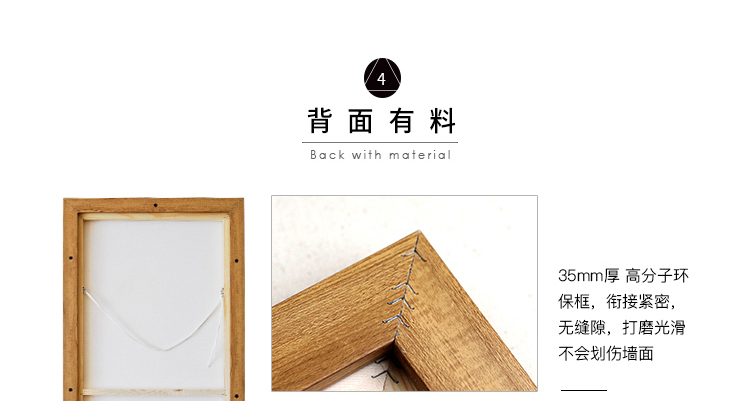 4
背面有料
Back with material
35mm厚 高分子环
保框，衔接紧密，
无缝隙，打磨光滑
不会划伤墙面